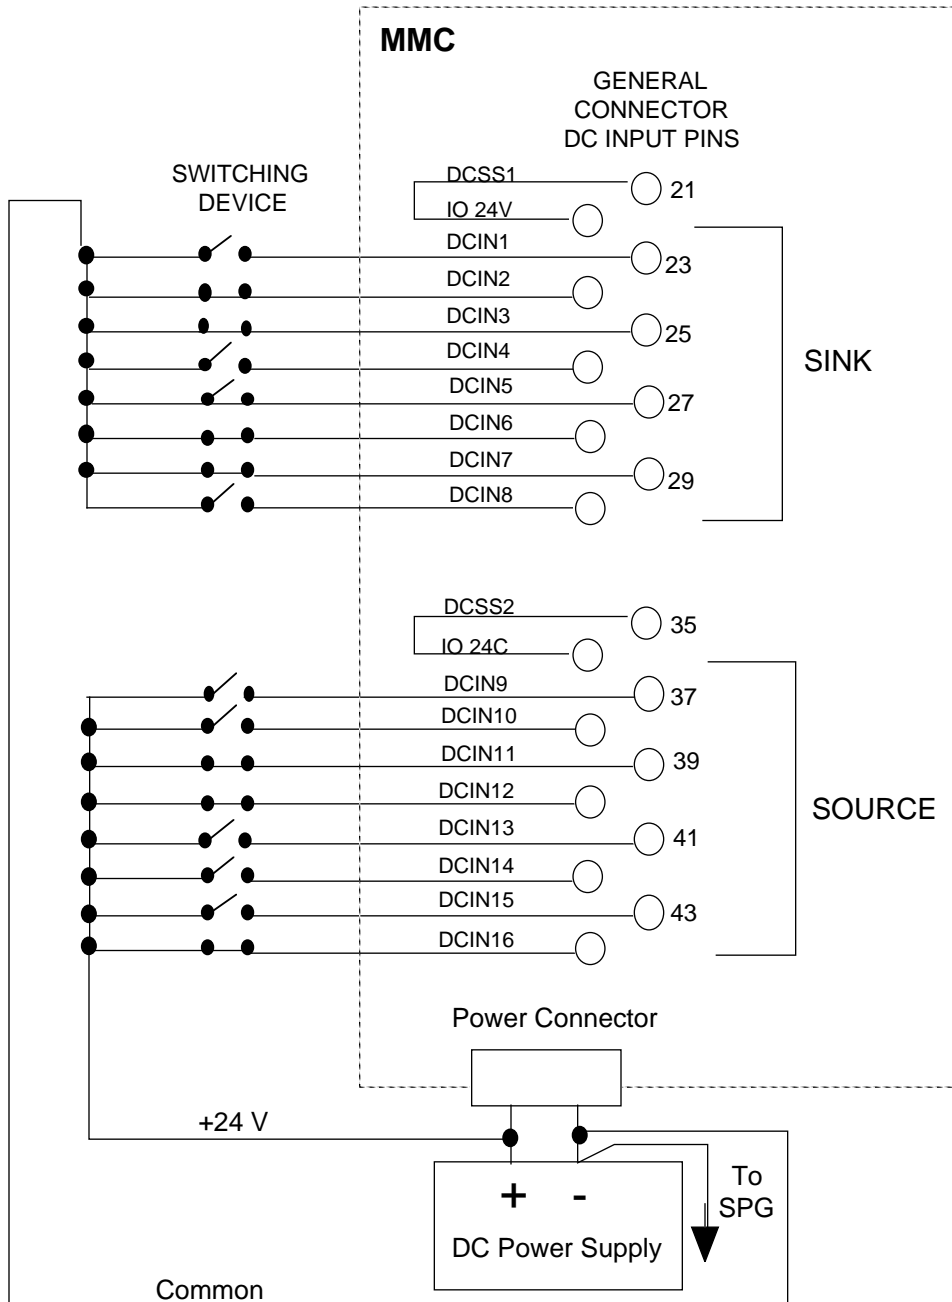 MMC
GENERAL
CONNECTOR
DC INPUT PINS
SWITCHING
DEVICE
DCSS1
21
IO 24V
DCIN1
23
DCIN2
DCIN3
25
DCIN4
SINK
DCIN5
27
DCIN6
DCIN7
29
DCIN8
DCSS2
35
IO 24C
DCIN9
37
DCIN10
DCIN11
39
DCIN12
SOURCE
DCIN13
41
DCIN14
DCIN15
43
DCIN16
Power Connector
+24 V
+ -
To
SPG
DC Power Supply
Common